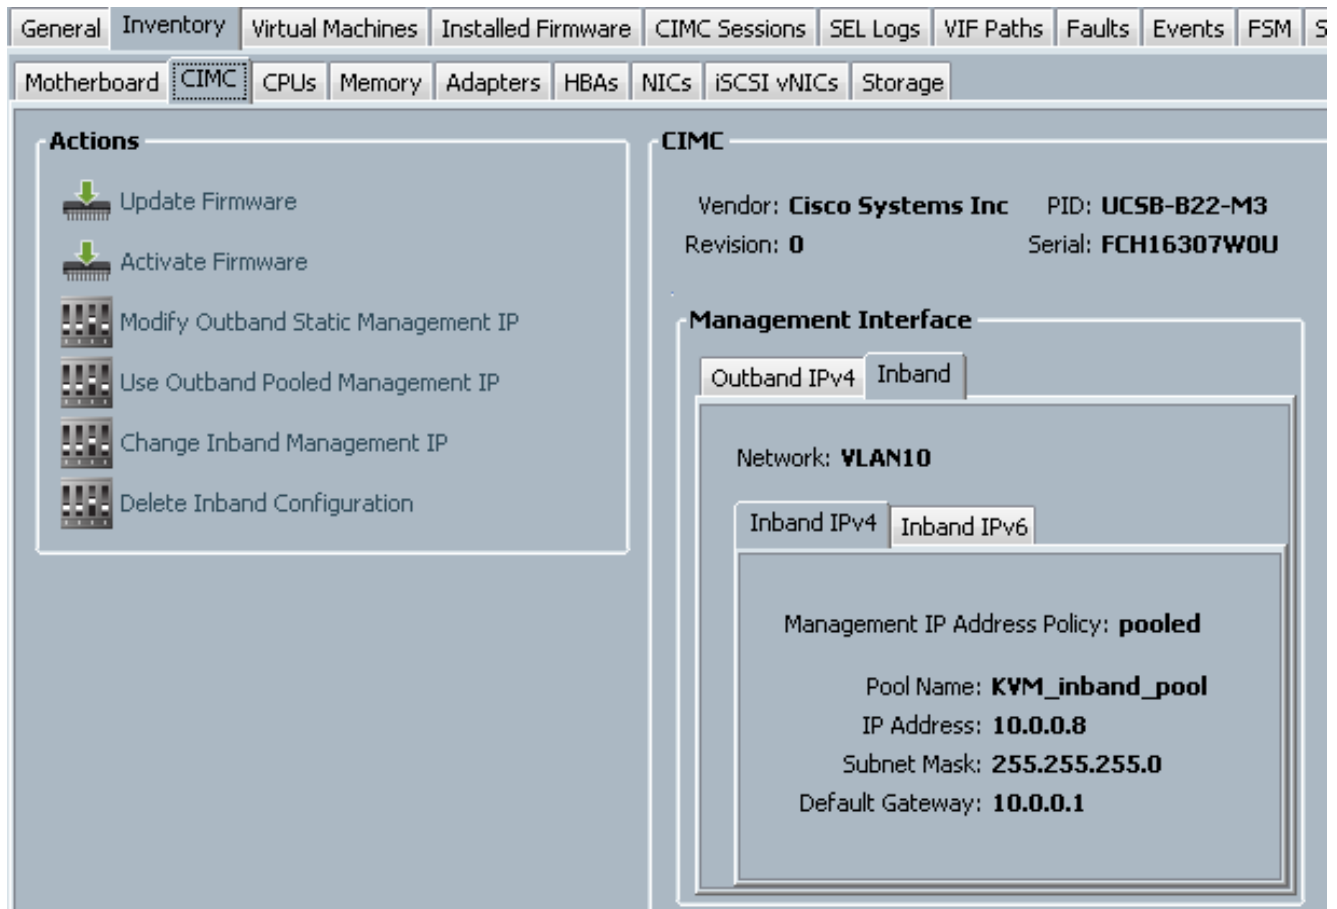 General Inventory Virtual Machines Installed Firmware CIMC Sessions SEL Logs VIF Paths Faults Events FSM S
Motherboard CIMC CPUs Memory Adapters HBAs NICs iSCSI vNICs Storage
Actions
Update Firmware
Activate Firmware
Modify Outband Static Management IP
Use Outband Pooled Management IP
Change Inband Management IP
Delete Inband Configuration
CIMC
Vendor: Cisco Systems Inc PID: UCSB-B22-M3
Revision: 0 Serial: FCH16307W0U
Management Interface
Outband IPv4 Inband
Network: VLAN10
Inband IPv4 Inband IPv6
Management IP Address Policy: pooled
Pool Name: KVM_inband_pool
IP Address: 10.0.0.8
Subnet Mask: 255.255.255.0
Default Gateway: 10.0.0.1